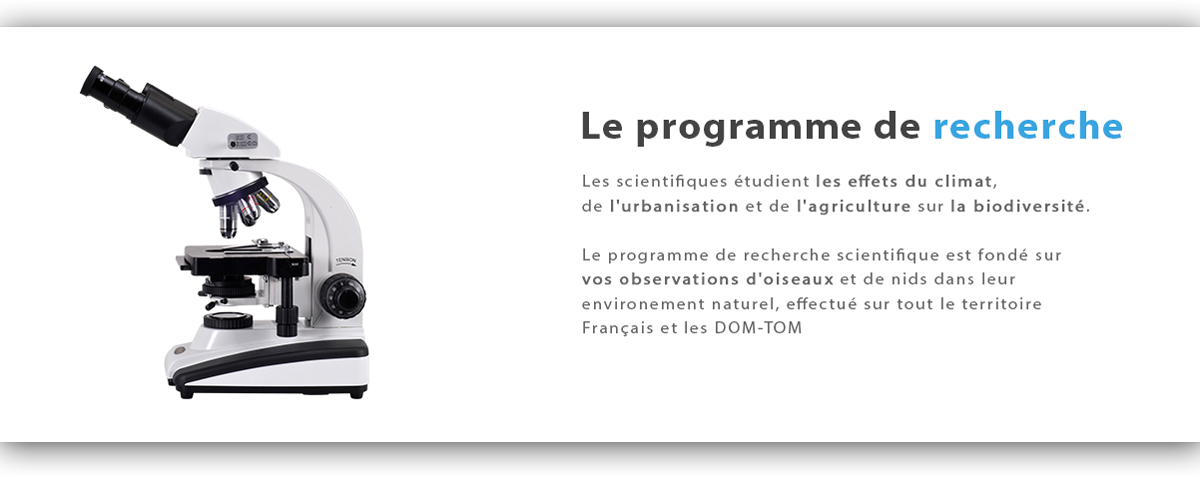 Le programme de recherche
Les scientifiques étudient les effets du climat,
de l'urbanisation et de l'agriculture sur la biodiversité.
Le programme de recherche scientifique est fondé sur
vos observations d'oiseaux et de nids dans leur
environement naturel, effectué sur tout le territoire
Français et les DOM-TOM
TENSION